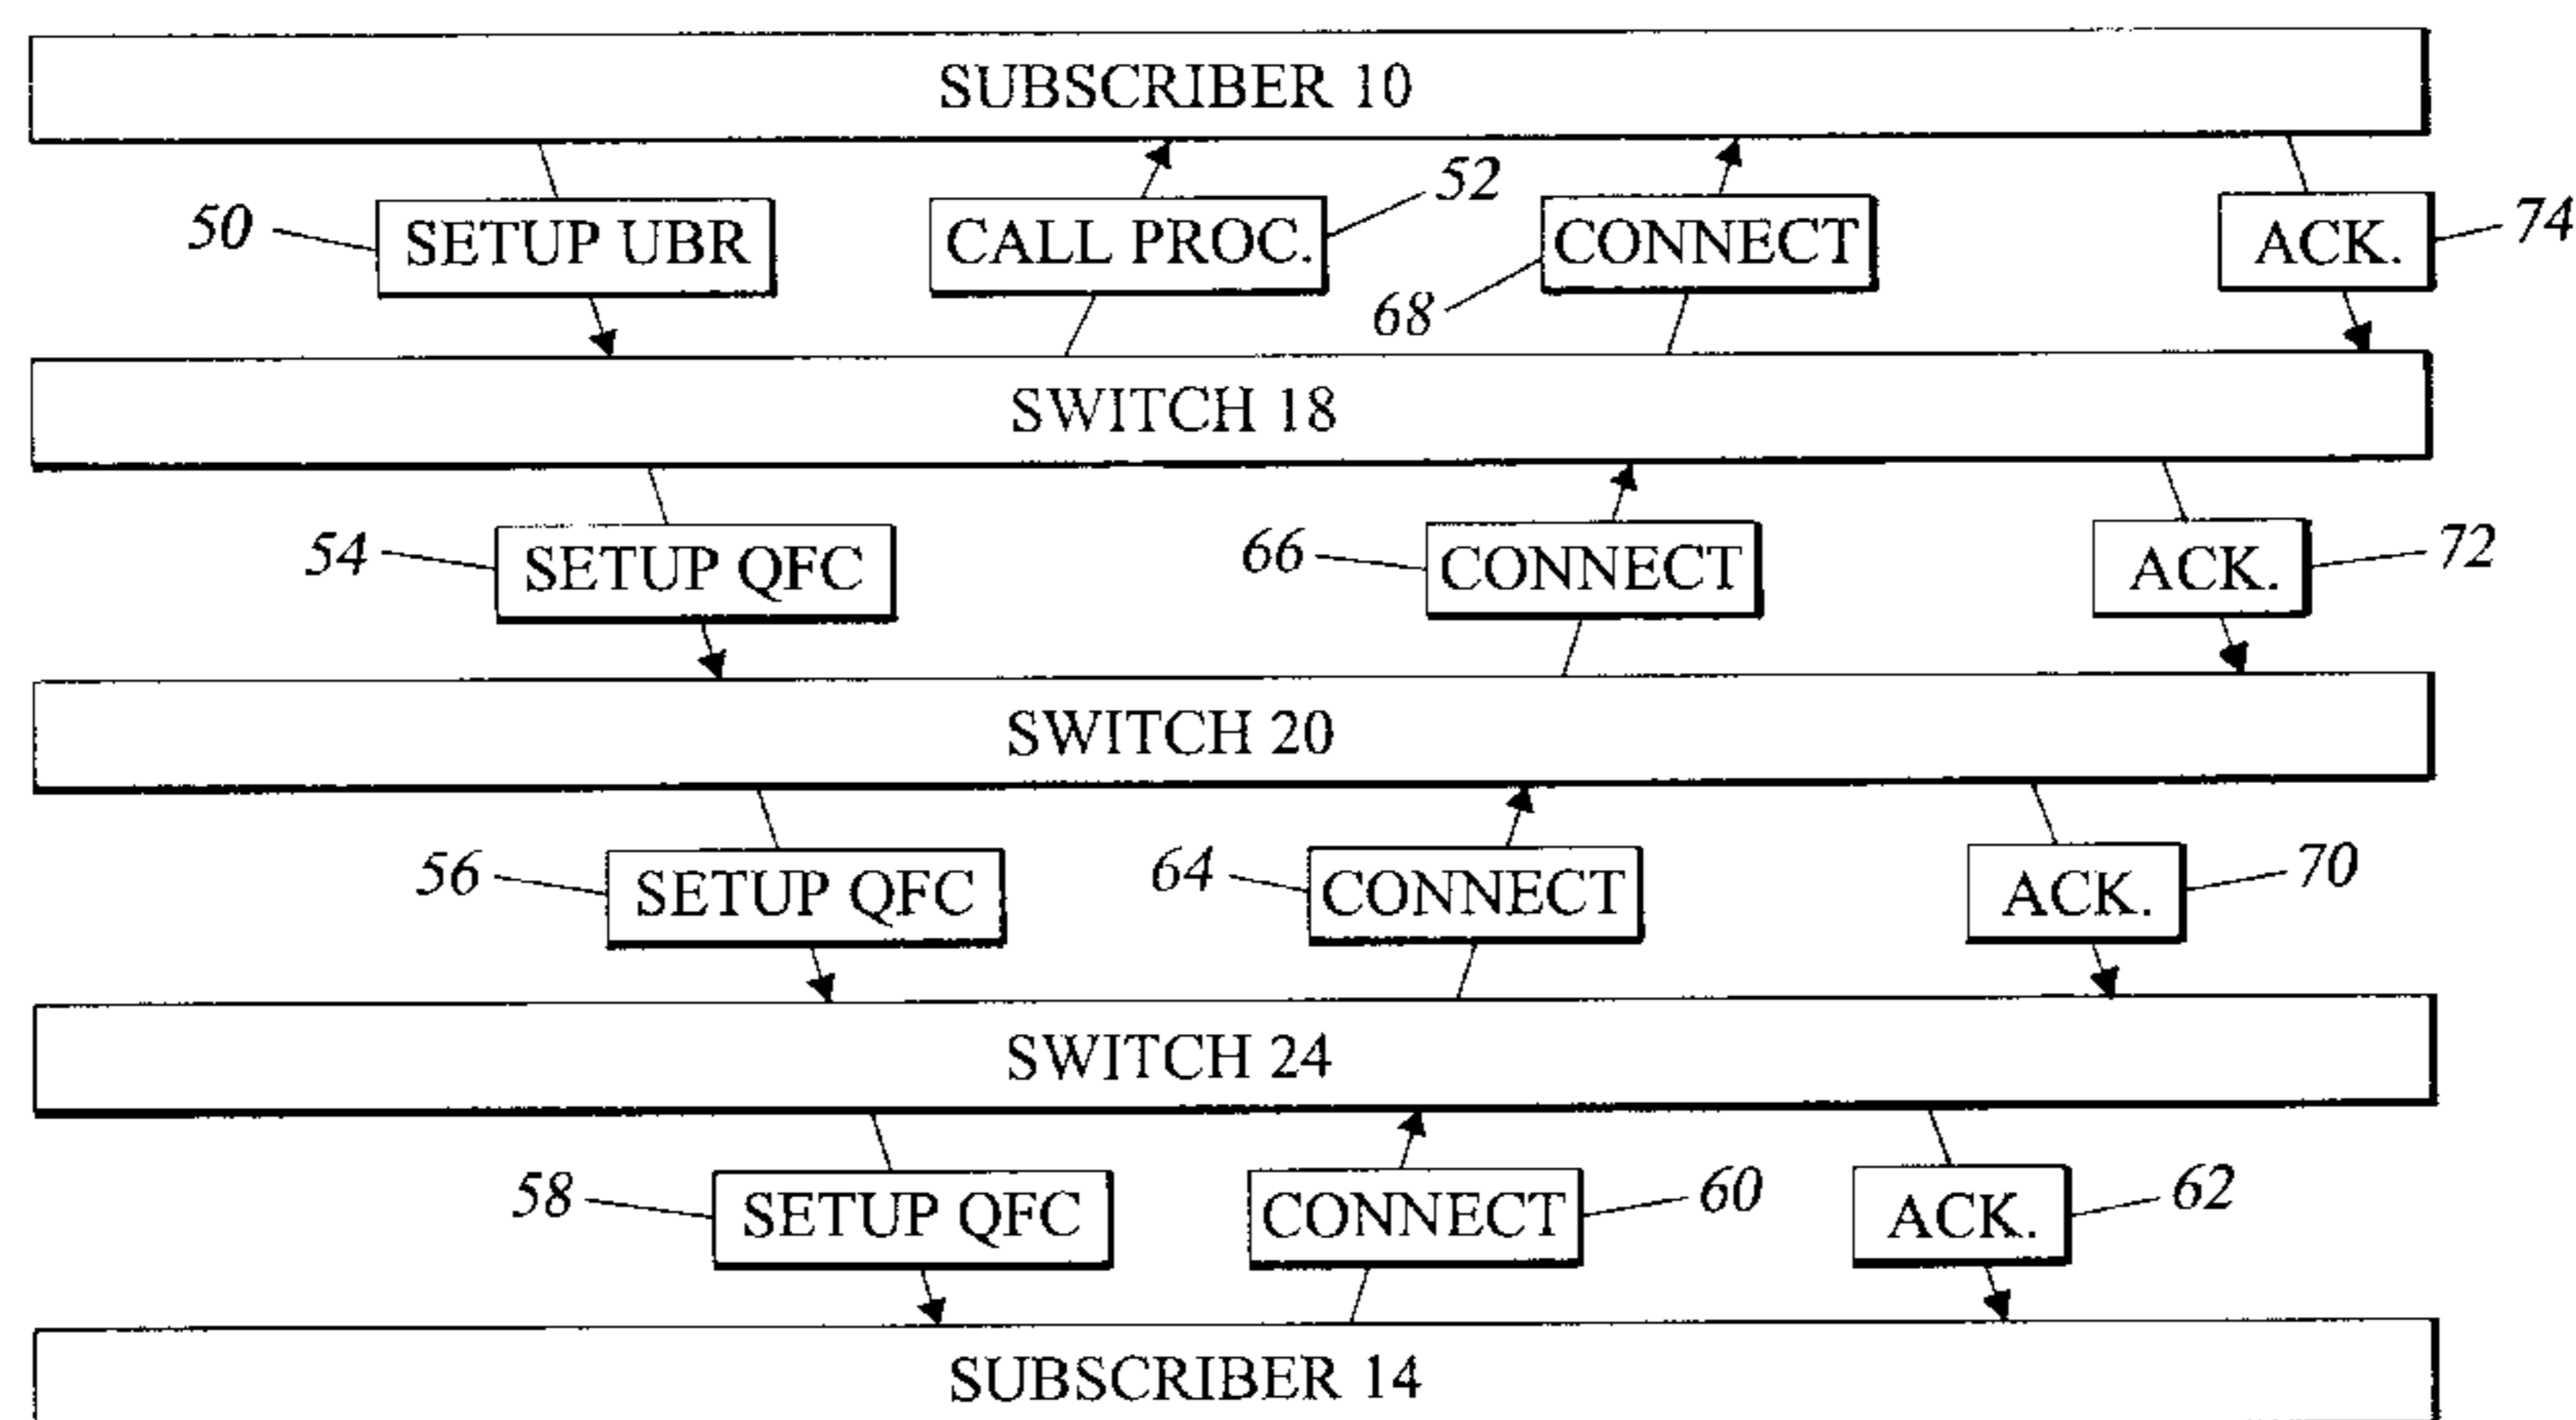 SUBSCRIBER 10
50 SETUP UBR CALL PROC. 52 68 CONNECT ACK. 74
SWITCH 18
54 SETUP QFC 66 CONNECT ACK. 72
SWITCH 20
56 SETUP QFC 64 CONNECT ACK. 70
SWITCH 24
58 SETUP QFC CONNECT 60 ACK. 62
SUBSCRIBER 14